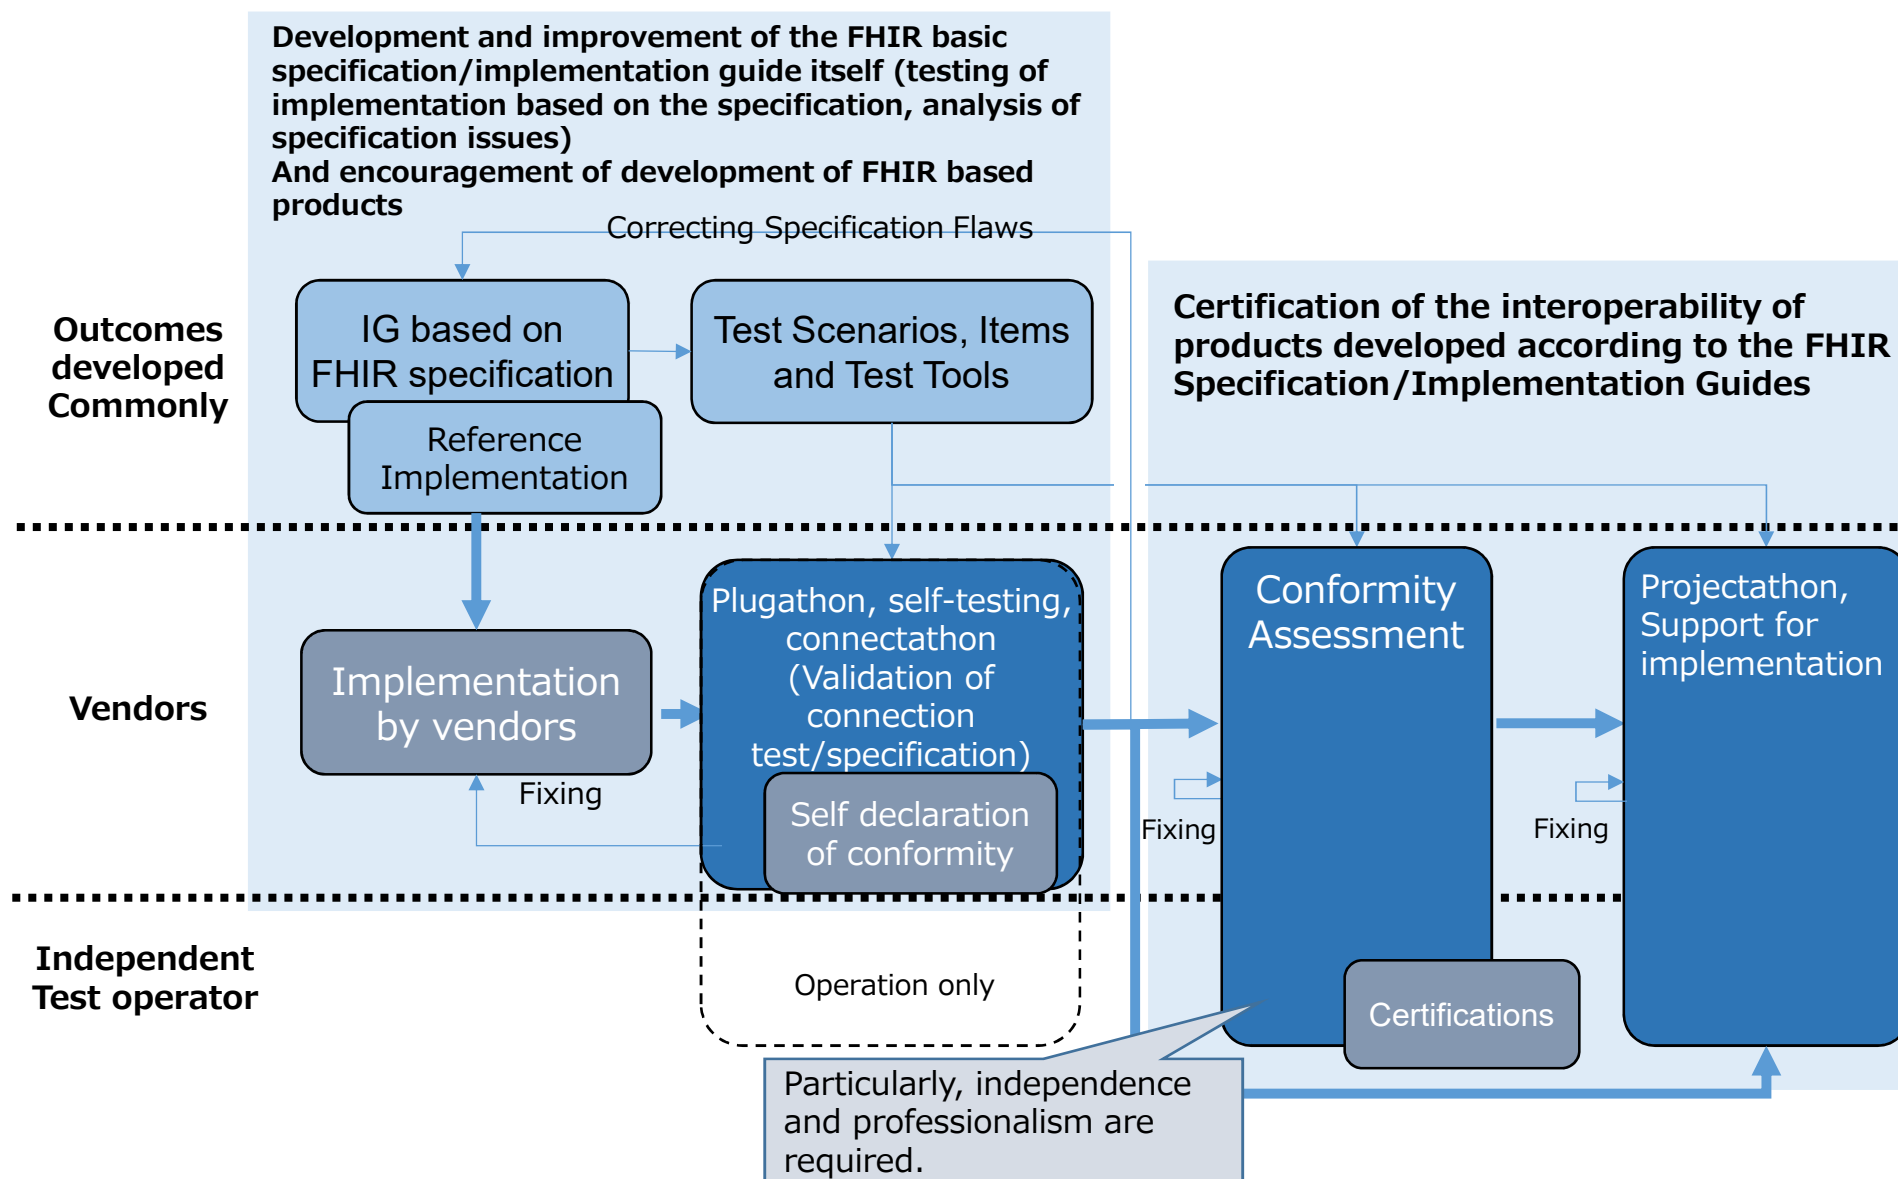 Development and improvement of the FHIR basic
specification/implementation guide itself (testing of
implementation based on the specification, analysis of
specification issues)
And encouragement of development of FHIR based
products
Correcting Specification Flaws
Outcomes
developed
Commonly
IG based on
FHIR specification
Reference
Implementation
Test Scenarios, Items
and Test Tools
Certification of the interoperability of
products developed according to the FHIR
Specification/Implementation Guides
Vendors
Implementation
by vendors
Fixing
Plugathon, self-testing,
connectathon
(Validation of
connection
test/specification)
Self declaration
of conformity
Conformity
Assessment
Fixing
Projectathon,
Support for
implementation
Fixing
Independent
Test operator
Operation only
Certifications
Particularly, independence
and professionalism are
required.